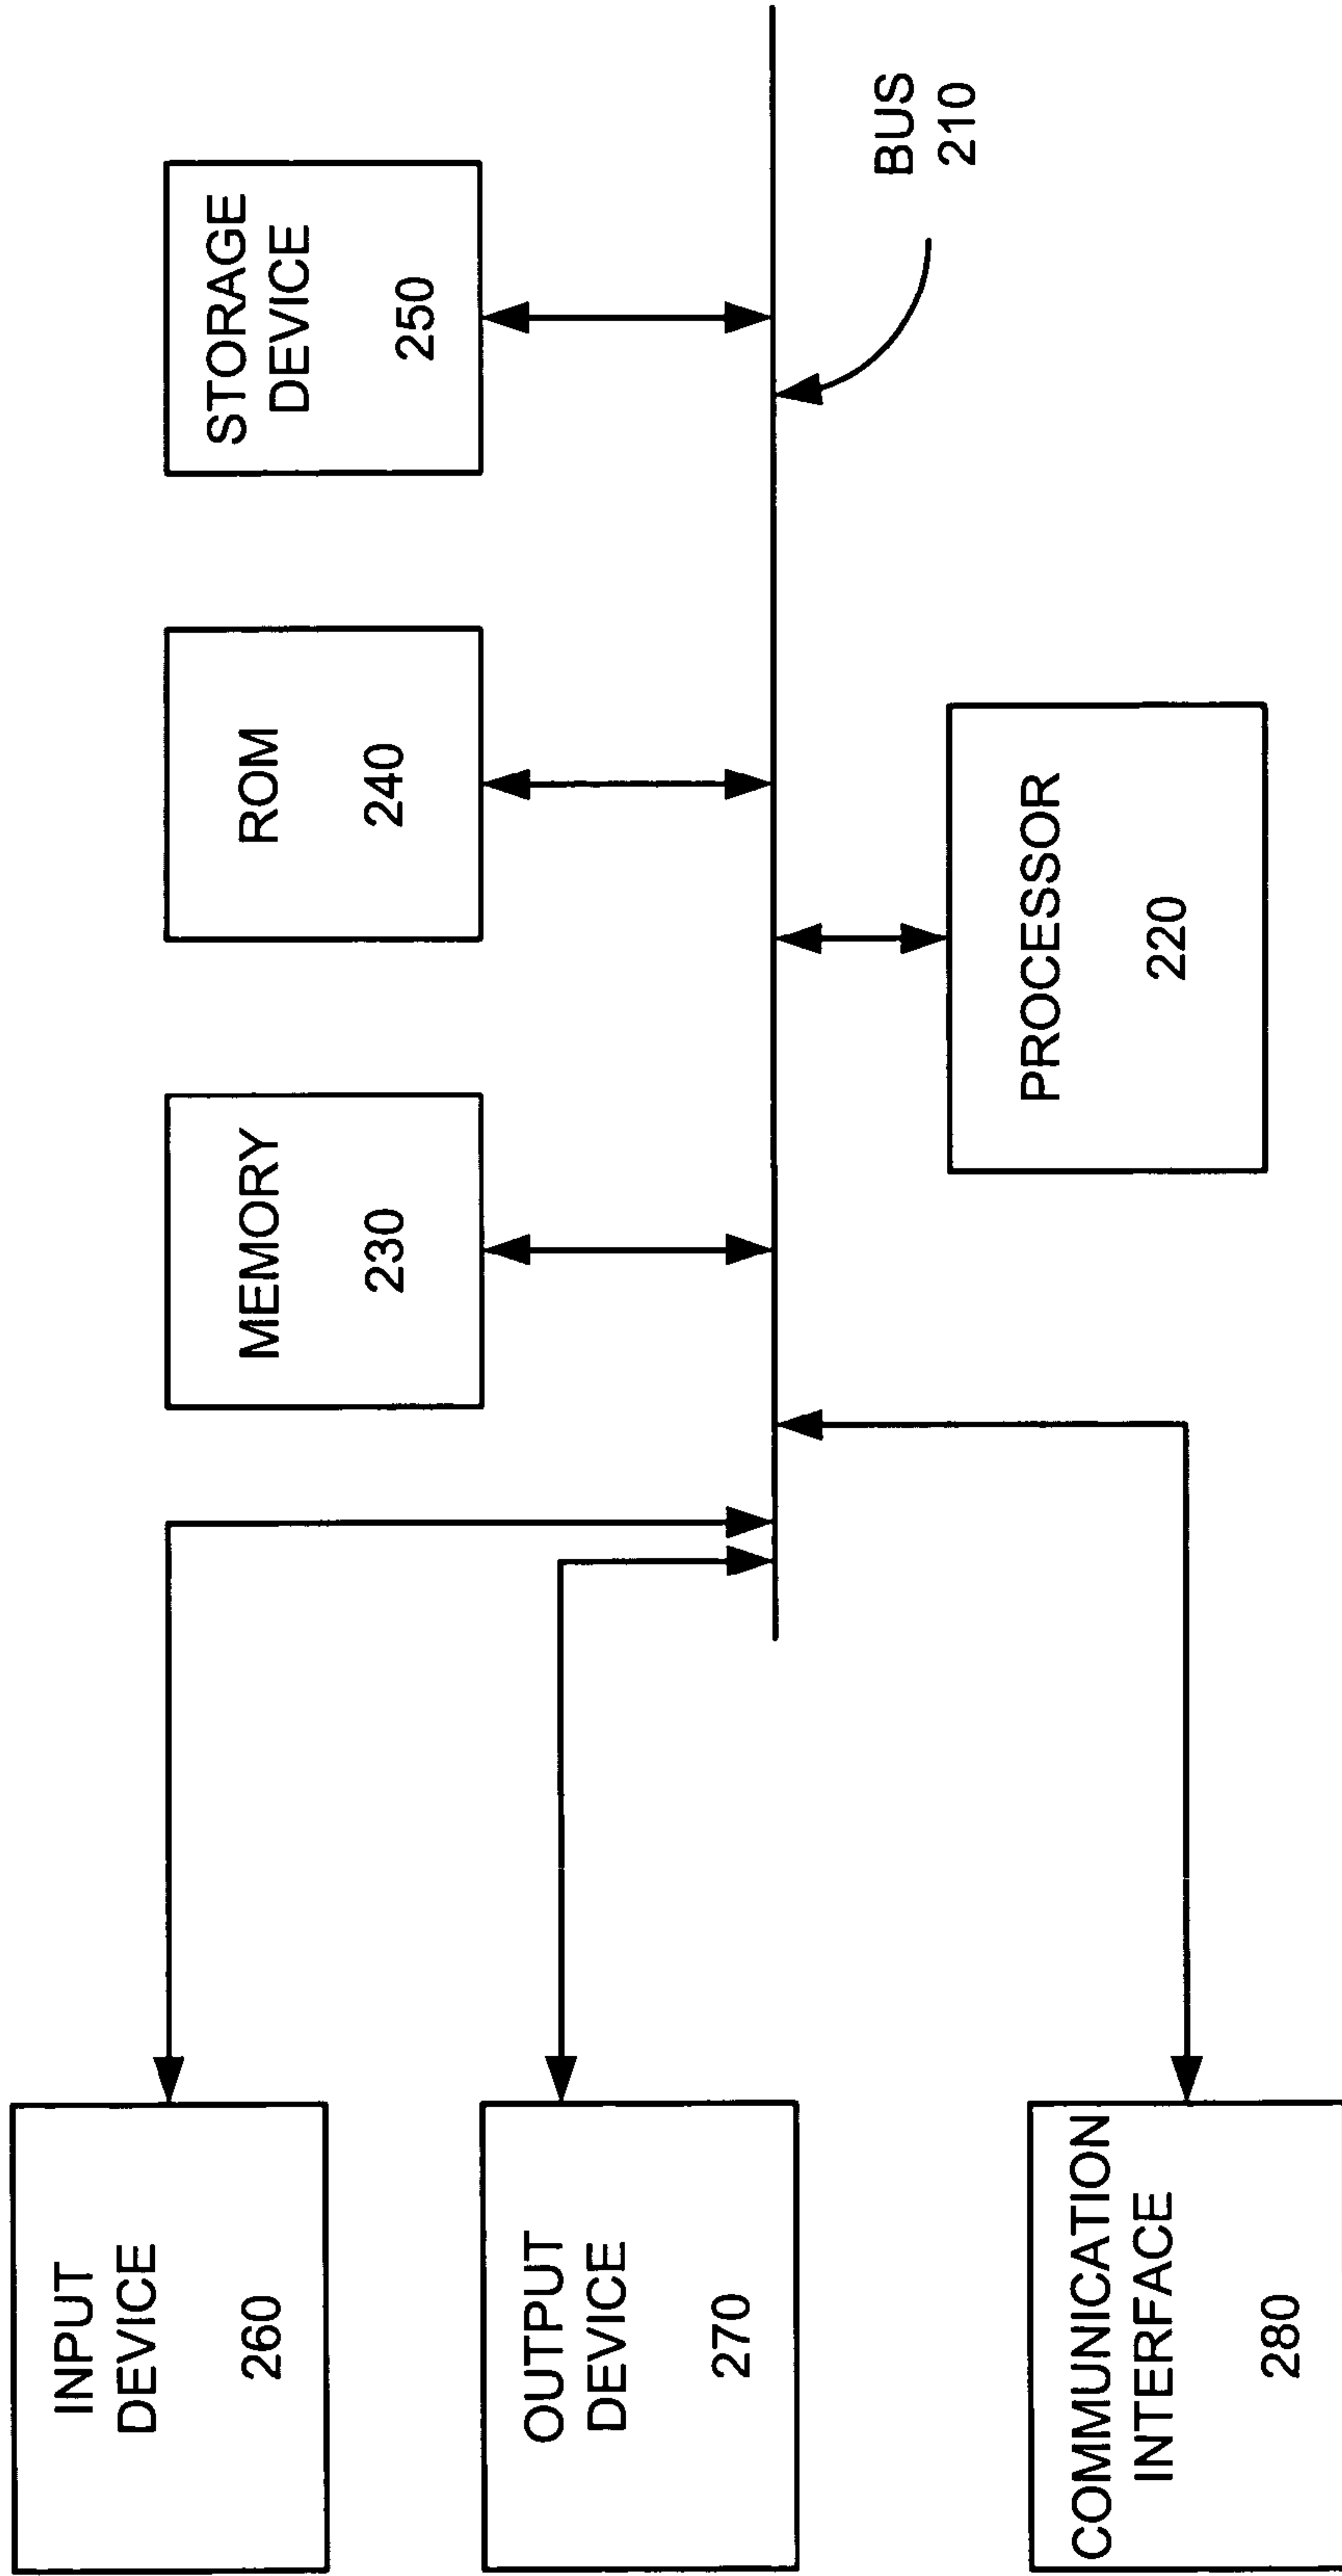 INPUT
DEVICE
260
OUTPUT
DEVICE
270
COMMUNICATION
INTERFACE
280
MEMORY
230
ROM
240
STORAGE
DEVICE
250
PROCESSOR
220
BUS
210